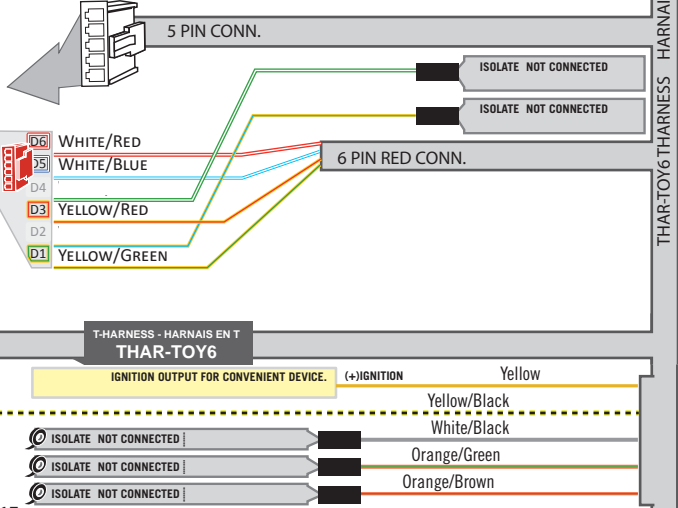 5 PIN CONN.
HARNAI
ISOLATE NOT CONNECTED
ISOLATE NOT CONNECTED
THAR-TOY6 THARNESS
D6 WHITE/RED
D5 WHITE/BLUE
6 PIN RED CONN.
D4
D3 YELLOW/RED
D2
D1 YELLOW/GREEN
T-HARNESS - HARNAIS EN T
THAR-TOY6
IGNITION OUTPUT FOR CONVENIENT DEVICE.
(+)IGNITION
Yellow
Yellow/Black
White/Black
ISOLATE NOT CONNECTED
Orange/Green
ISOLATE NOT CONNECTED
Orange/Brown
ISOLATE NOT CONNECTED